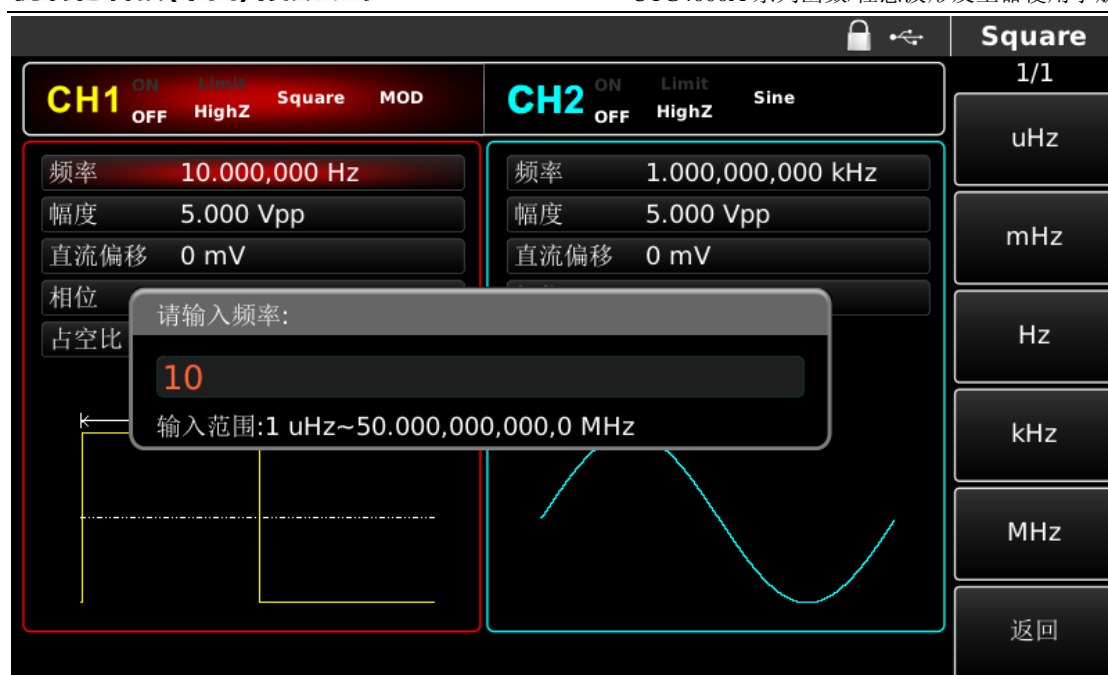 Square
1/1
CH1 ON OFF Limit HighZ Square MOD
CH2 ON OFF Limit HighZ Sine
频率 10.000,000 Hz
幅度 5.000 Vpp
直流偏移 0 mV
相位
占空比
频率 1.000,000,000 kHz
幅度 5.000 Vpp
直流偏移 0 mV
请输入频率:
10
输入范围:1 uHz~50.000,000,000,0 MHz
uHz
mHz
Hz
kHz
MHz
返回